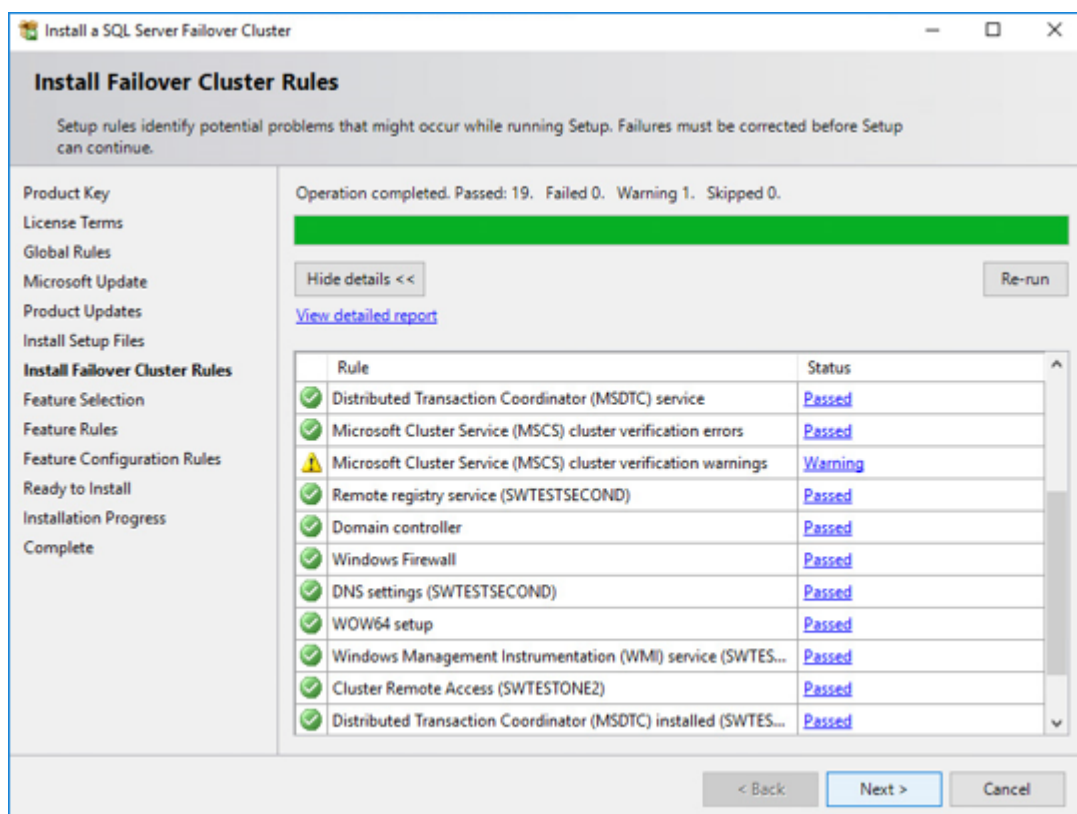 Install a SQL Server Failover Cluster
Install Failover Cluster Rules
Setup rules identify potential problems that might occur while running Setup. Failures must be corrected before Setup
can continue.
Product Key
License Terms
Global Rules
Microsoft Update
Product Updates
Install Setup Files
Install Failover Cluster Rules
Feature Selection
Feature Rules
Feature Configuration Rules
Ready to Install
Installation Progress
Complete
Operation completed. Passed: 19.   Failed 0.   Warning 1.   Skipped 0.
Hide details <<
Re-run
View detailed report
Rule Status
Distributed Transaction Coordinator (MSDTC) service Passed
Microsoft Cluster Service (MSCS) cluster verification errors Passed
Microsoft Cluster Service (MSCS) cluster verification warnings Warning
Remote registry service (SWTESTSECOND) Passed
Domain controller Passed
Windows Firewall Passed
DNS settings (SWTESTSECOND) Passed
WOW64 setup Passed
Windows Management Instrumentation (WMI) service (SWTES... Passed
Cluster Remote Access (SWTESTONE2) Passed
Distributed Transaction Coordinator (MSDTC) installed (SWTES... Passed
< Back
Next >
Cancel